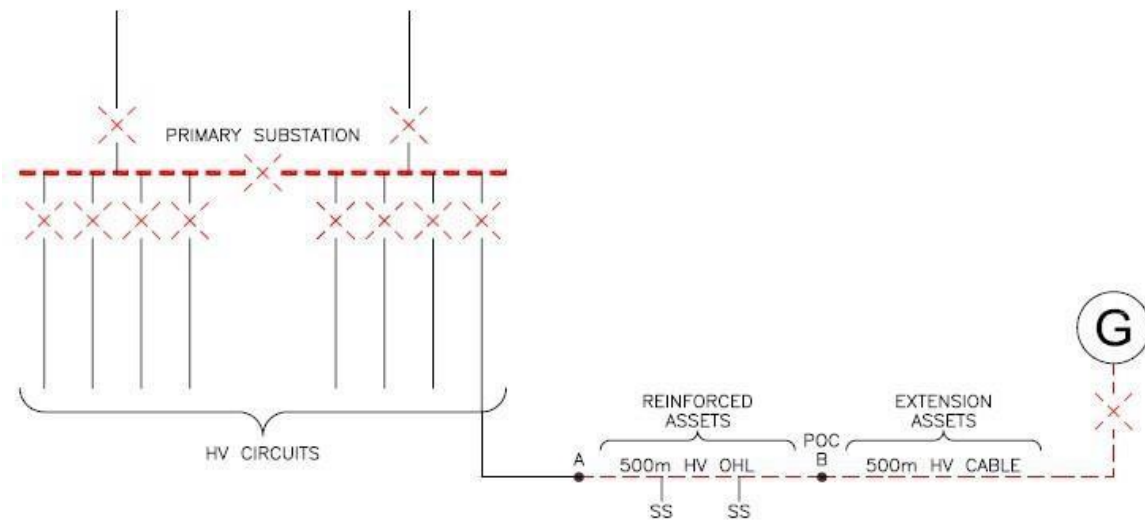 PRIMARY SUBSTATION
G
REINFORCED
ASSETS
EXTENSION
ASSETS
POC
HV CIRCUITS
A
500m HV OHL
B
500m HV CABLE
SS
SS